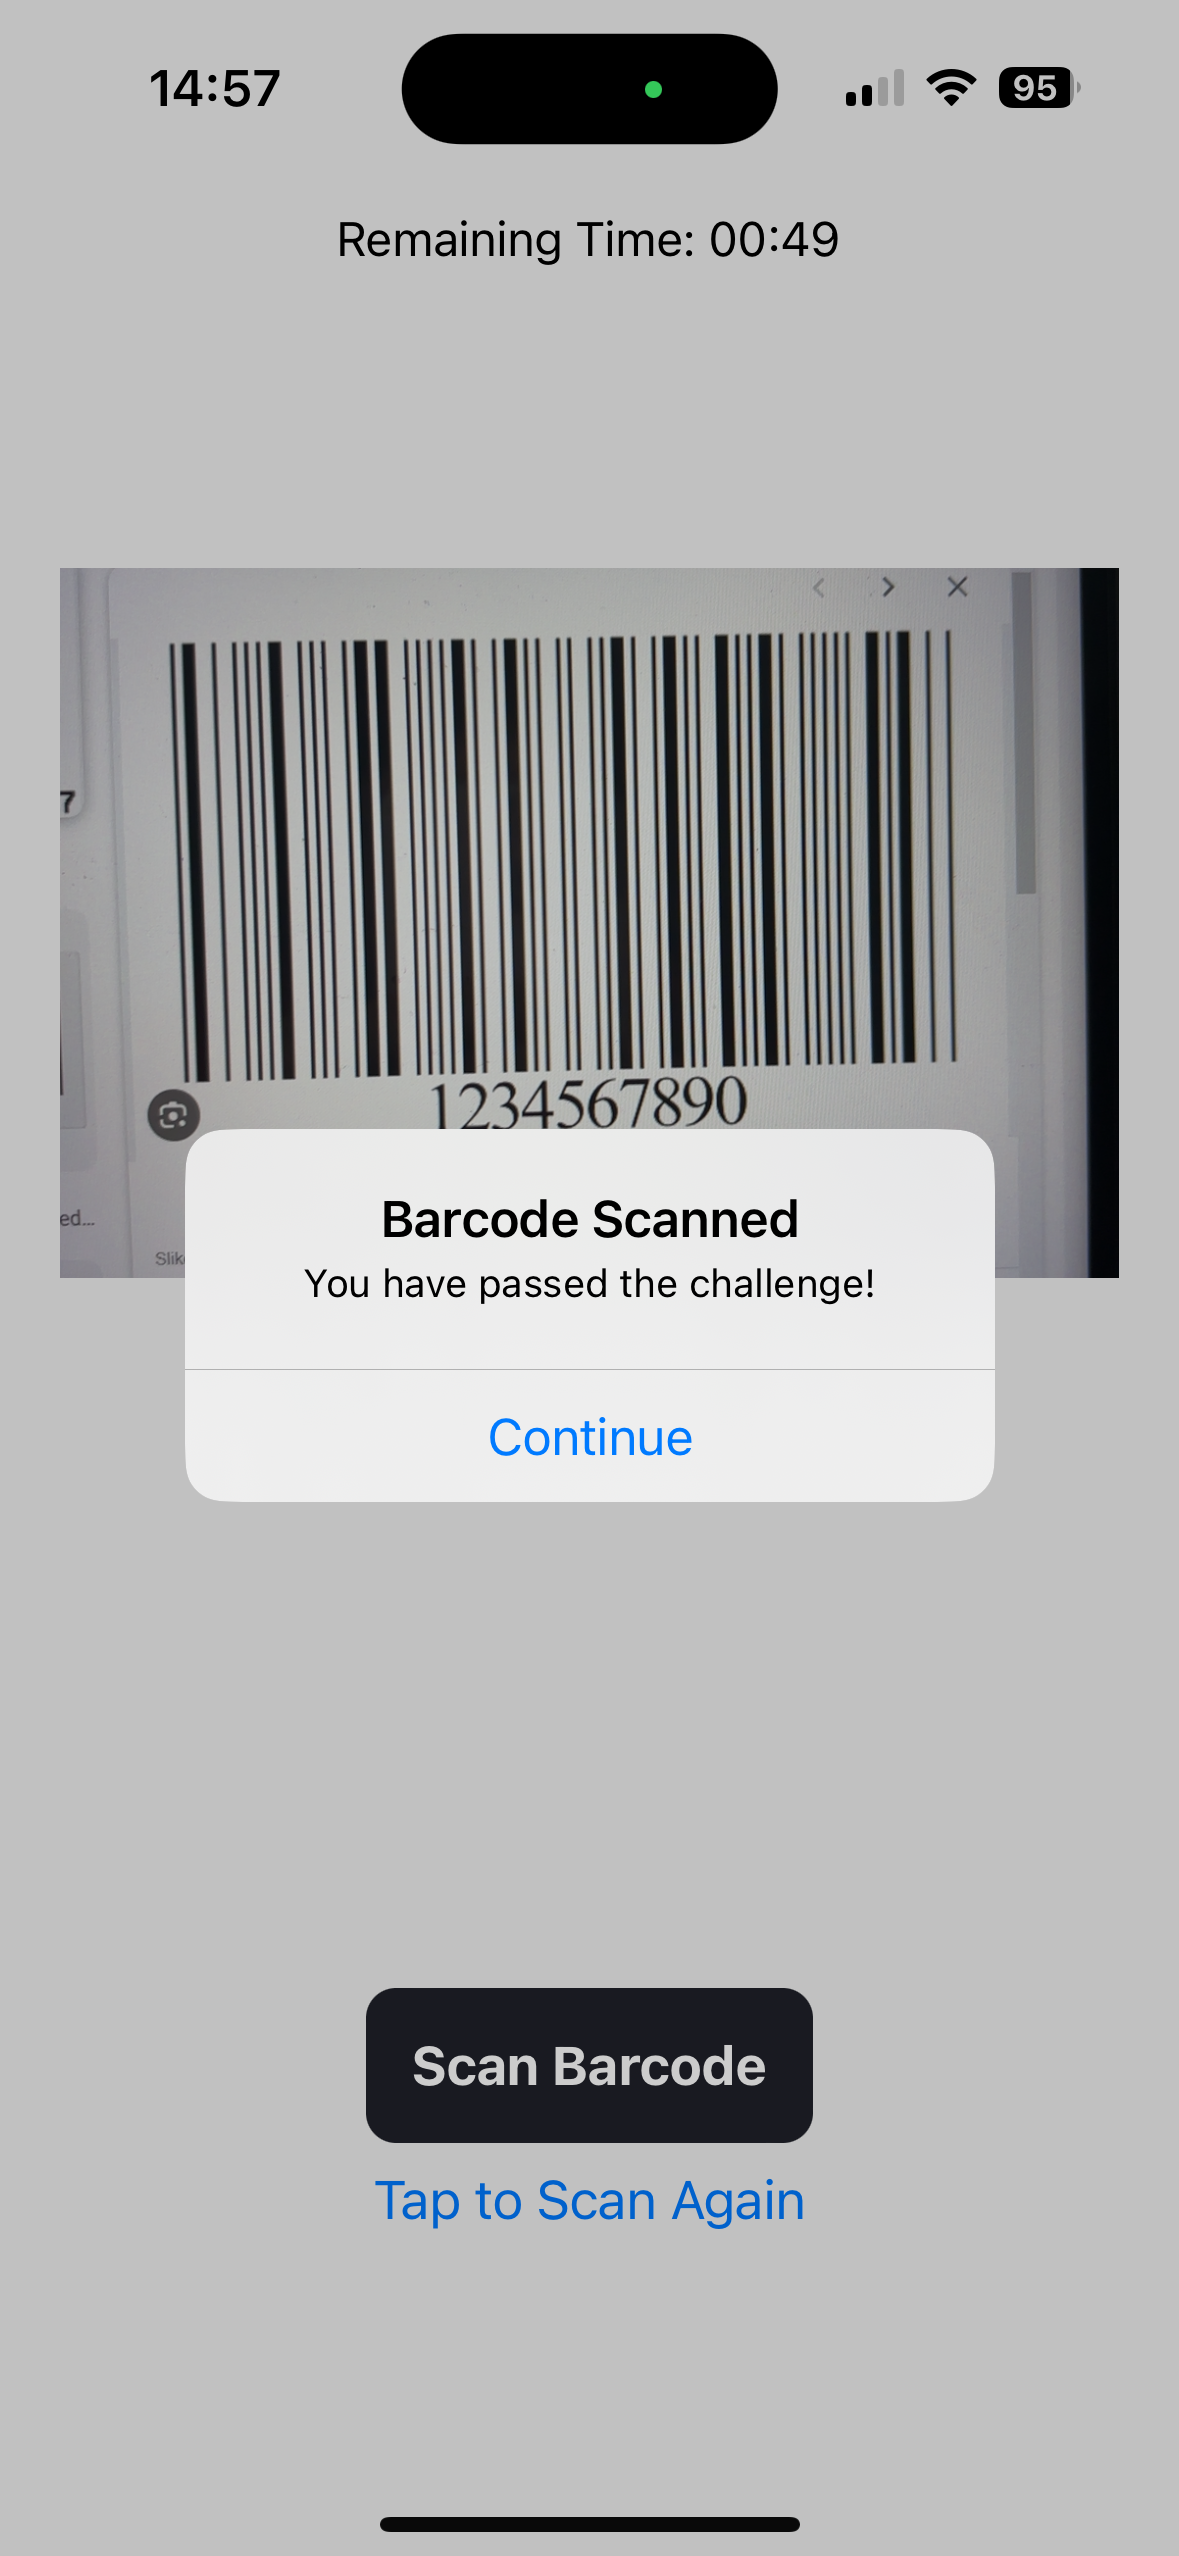 14:57
95
Remaining Time: 00:49
7
1234567890
ed...
Slik
Barcode Scanned
You have passed the challenge!
Continue
Scan Barcode
Tap to Scan Again